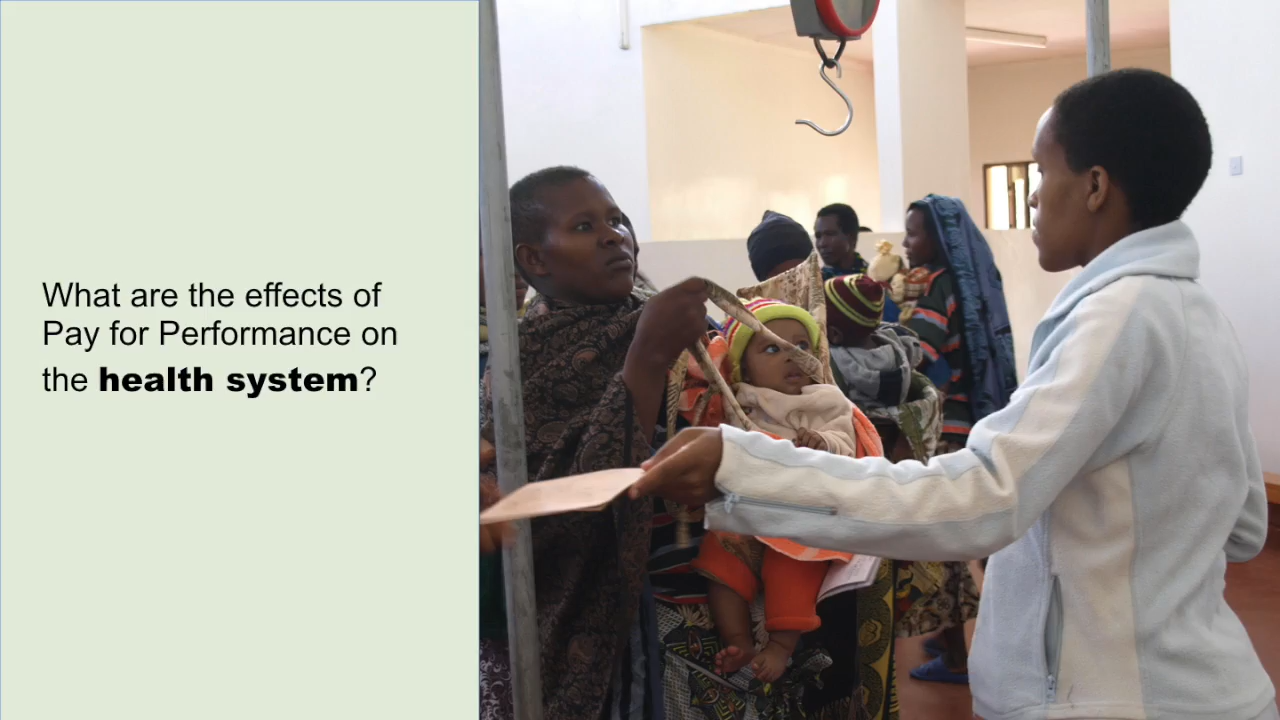 What are the effects of
Pay for Performance on
the health system?